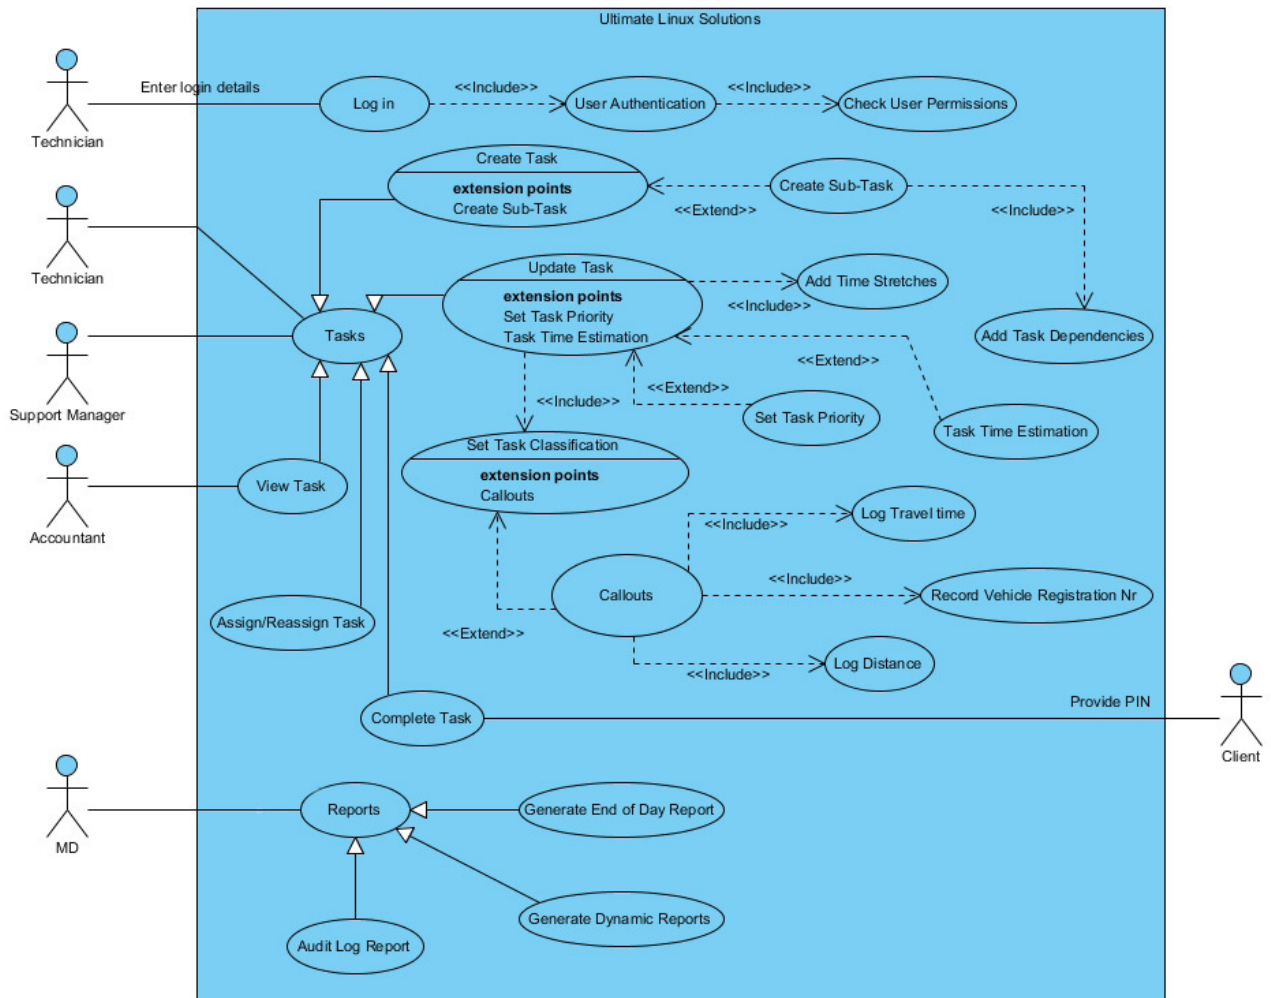 Ultimate Linux Solutions
Enter login details
Log in
<<Include>>
User Authentication
<<Include>>
Check User Permissions
Technician
Create Task
extension points
Create Sub-Task
<<Extend>>
Create Sub-Task
<<Include>>
Technician
Update Task
extension points
Set Task Priority
Task Time Estimation
<<Include>>
Add Time Stretches
Tasks
Add Task Dependencies
<<Extend>>
<<Extend>>
<<Include>>
Set Task Priority
Task Time Estimation
Support Manager
Set Task Classification
extension points
Callouts
View Task
Accountant
<<Include>>
Log Travel time
Callouts
<<Include>>
Record Vehicle Registration Nr
Assign/Reassign Task
<<Extend>>
<<Include>>
Log Distance
Complete Task
Provide PIN
Client
Reports
Generate End of Day Report
MD
Generate Dynamic Reports
Audit Log Report